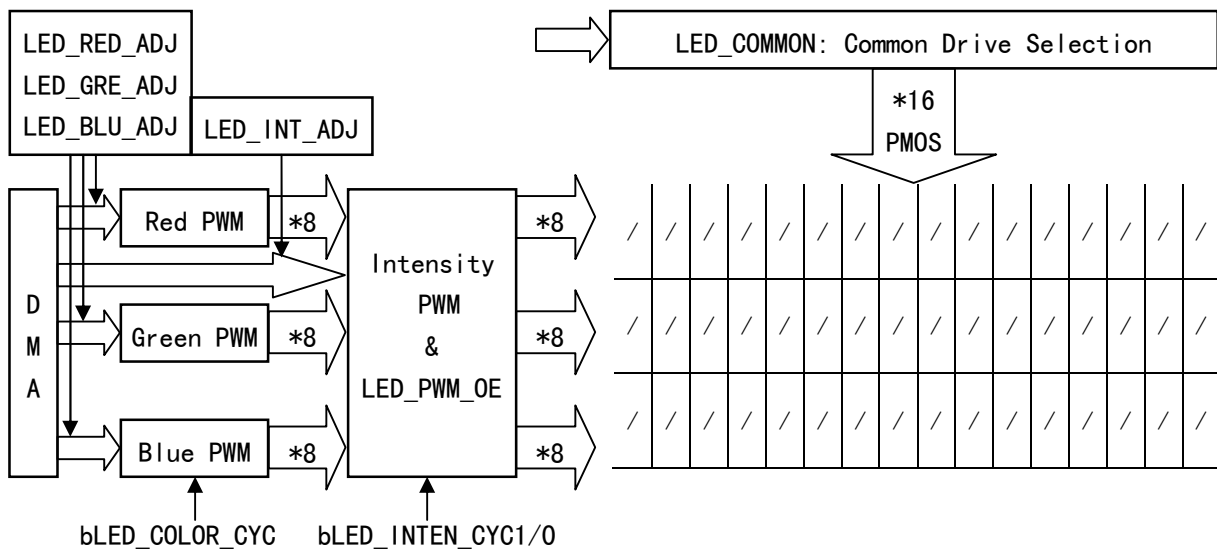 LED_RED_ADJ
LED_GRE_ADJ
LED_BLU_ADJ
LED_INT_ADJ
LED_COMMON: Common Drive Selection
*16
PMOS
D
M
A
Red PWM
*8
Green PWM
*8
Blue PWM
*8
Intensity
PWM
&
LED_PWM_OE
*8
*8
*8
/ / / / / / / / / / / / / / / /
/ / / / / / / / / / / / / / / /
/ / / / / / / / / / / / / / / /
bLED_COLOR_CYC
bLED_INTEN_CYC1/0